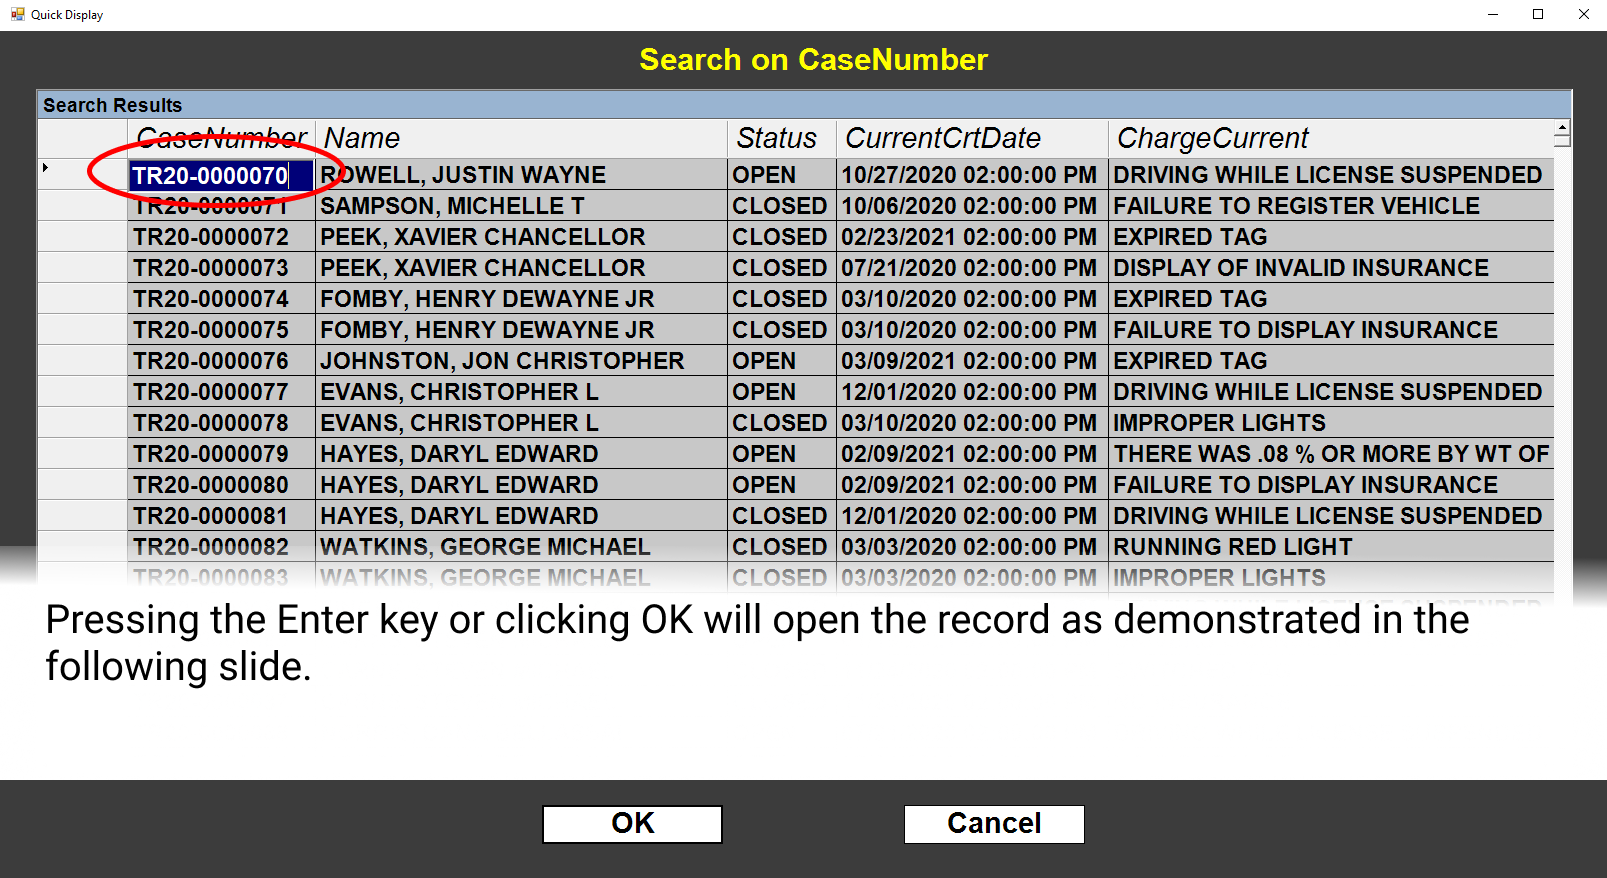 Quick Display
Search on CaseNumber
Search Results
CaseNumber Name Status CurrentCrtDate ChargeCurrent
TR20-0000070 ROWELL, JUSTIN WAYNE OPEN 10/27/2020 02:00:00 PM DRIVING WHILE LICENSE SUSPENDED
TR20-0000071 SAMPSON, MICHELLE T CLOSED 10/06/2020 02:00:00 PM FAILURE TO REGISTER VEHICLE
TR20-0000072 PEEK, XAVIER CHANCELLOR CLOSED 02/23/2021 02:00:00 PM EXPIRED TAG
TR20-0000073 PEEK, XAVIER CHANCELLOR CLOSED 07/21/2020 02:00:00 PM DISPLAY OF INVALID INSURANCE
TR20-0000074 FOMBY, HENRY DEWAYNE JR CLOSED 03/10/2020 02:00:00 PM EXPIRED TAG
TR20-0000075 FOMBY, HENRY DEWAYNE JR CLOSED 03/10/2020 02:00:00 PM FAILURE TO DISPLAY INSURANCE
TR20-0000076 JOHNSTON, JON CHRISTOPHER OPEN 03/09/2021 02:00:00 PM EXPIRED TAG
TR20-0000077 EVANS, CHRISTOPHER L OPEN 12/01/2020 02:00:00 PM DRIVING WHILE LICENSE SUSPENDED
TR20-0000078 EVANS, CHRISTOPHER L CLOSED 03/10/2020 02:00:00 PM IMPROPER LIGHTS
TR20-0000079 HAYES, DARYL EDWARD OPEN 02/09/2021 02:00:00 PM THERE WAS .08 % OR MORE BY WT OF
TR20-0000080 HAYES, DARYL EDWARD OPEN 02/09/2021 02:00:00 PM FAILURE TO DISPLAY INSURANCE
TR20-0000081 HAYES, DARYL EDWARD CLOSED 12/01/2020 02:00:00 PM DRIVING WHILE LICENSE SUSPENDED
TR20-0000082 WATKINS, GEORGE MICHAEL CLOSED 03/03/2020 02:00:00 PM RUNNING RED LIGHT
TR20-0000083 WATKINS, GEORGE MICHAEL CLOSED 03/03/2020 02:00:00 PM IMPROPER LIGHTS
Pressing the Enter key or clicking OK will open the record as demonstrated in the
following slide.
OK Cancel